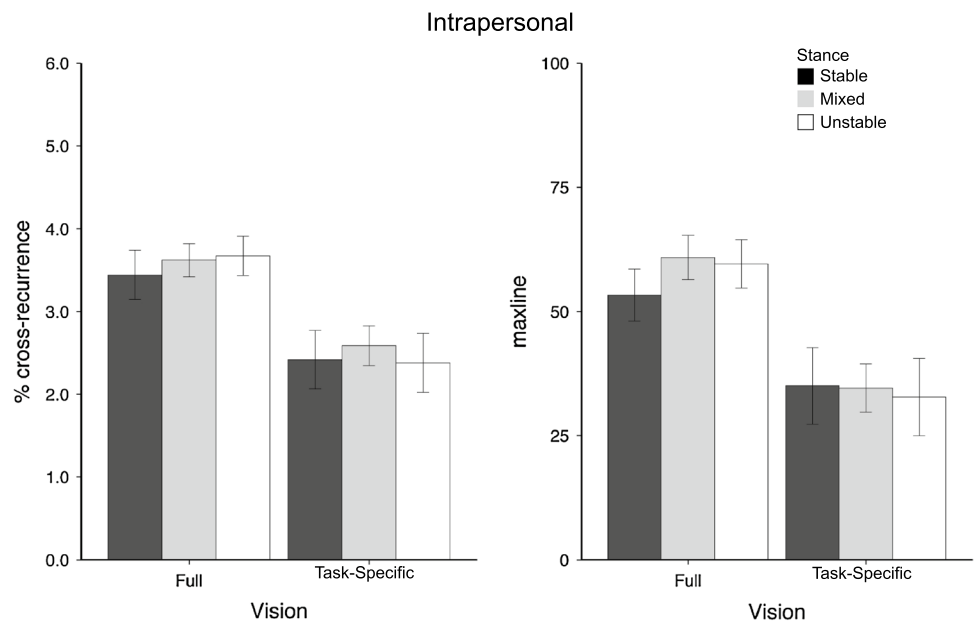 Intrapersonal
6.0
5.0
4.0
3.0
2.0
1.0
0.0
% cross-recurrence
Full
Task-Specific
Vision
100
75
50
25
0
maxline
Full
Task-Specific
Vision
Stance
Stable
Mixed
Unstable